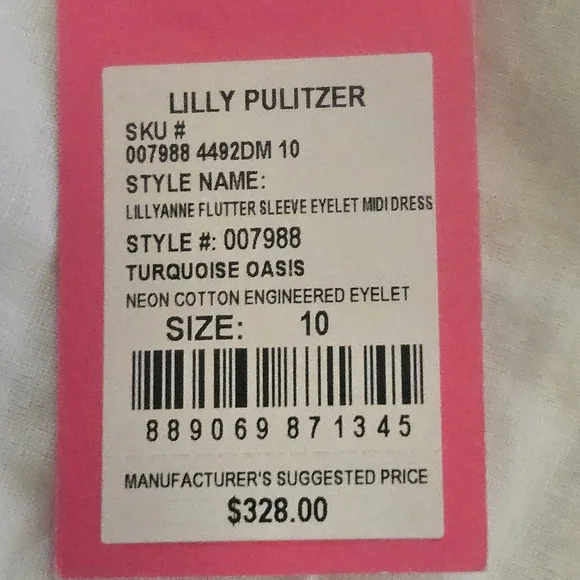 LILLY PULITZER
SKU #
007988 4492DM 10
STYLE NAME:
LILLYANNE FLUTTER SLEEVE EYELET MIDI DRESS
STYLE #: 007988
TURQUOISE OASIS
NEON COTTON ENGINEERED EYELET
SIZE: 10
889069 871345
MANUFACTURER'S SUGGESTED PRICE
$328.00